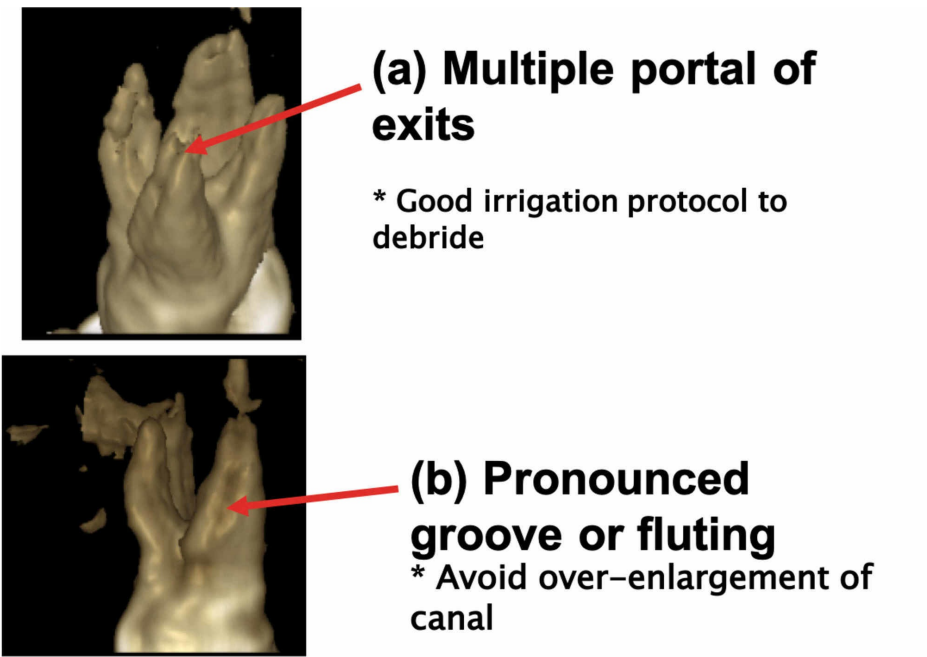 (a) Multiple portal of
exits
* Good irrigation protocol to
debride
(b) Pronounced
groove or fluting
* Avoid over-enlargement of
canal